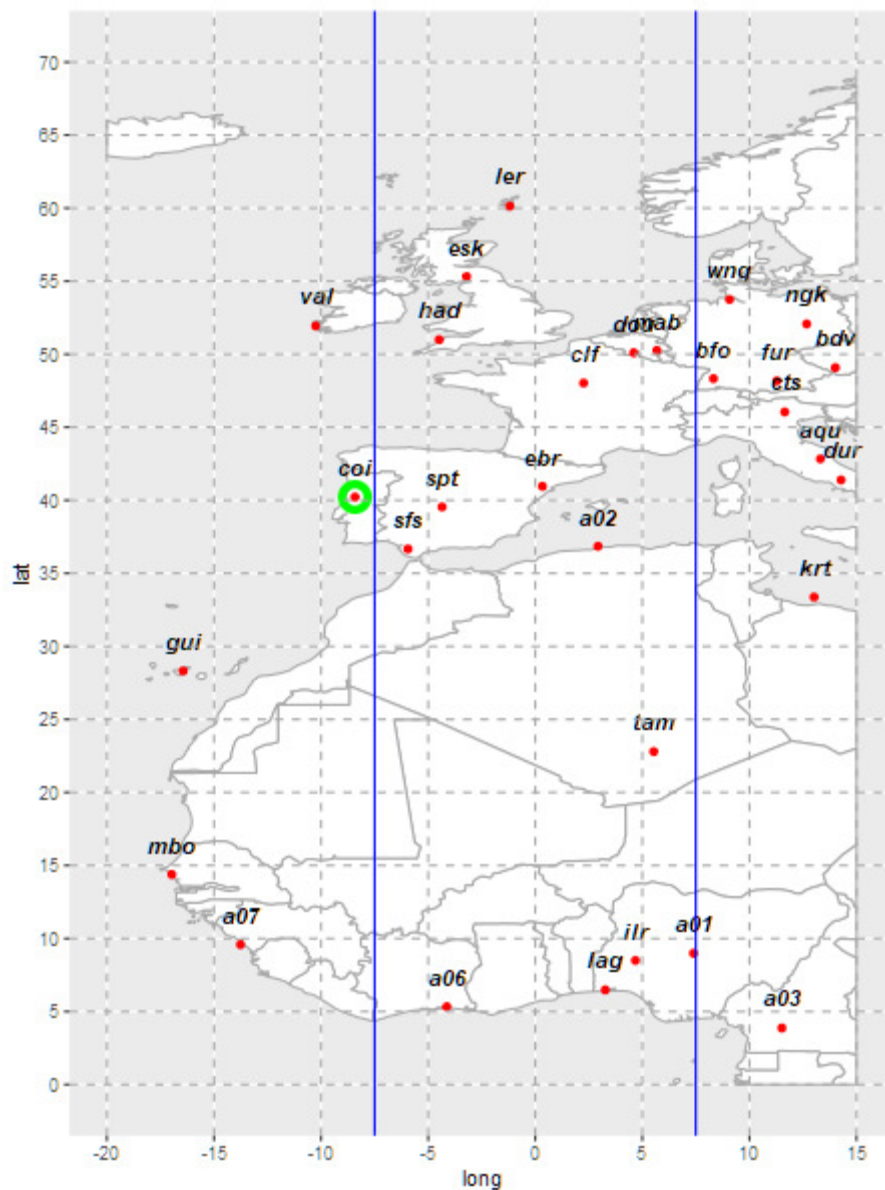 70
65
60
55
50
45
40
35
30
25
20
15
10
5
0
lat
-20
-15
-10
-5
0
5
10
15
long
ler
esk
wnq
val
had
ngk
dou mab
bdv
clf
bfo
fur
cts
aqu
dur
coi
spt
ebr
sfs
a02
krt
gui
tam
mbo
a07
ilr
a01
lag
a06
a03